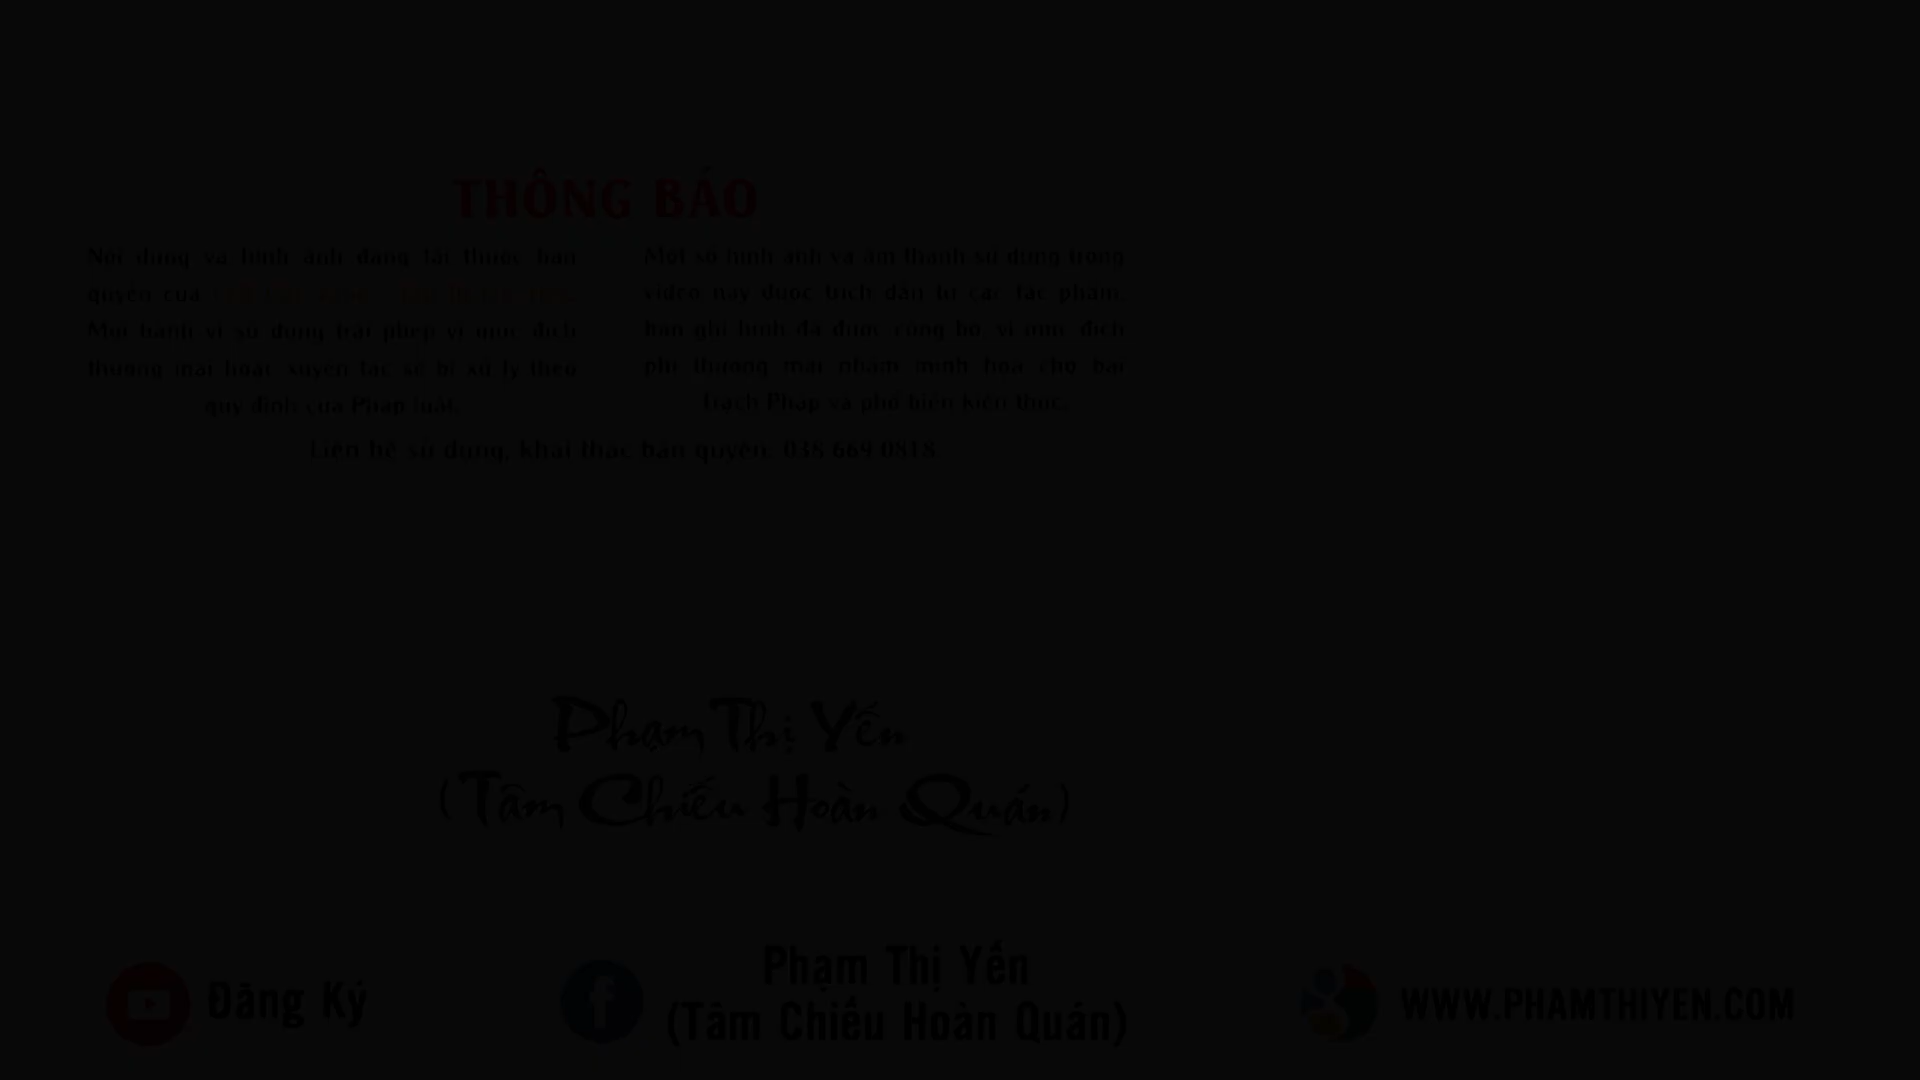 THÔNG BÁO
Nội dung và hình ảnh đăng tải thuộc bản
quyền của
Mọi hành vi sử dụng trái phép vì mục đích
thương mại hoặc xuyên tạc sẽ bị xử lý theo
quy định của Pháp luật.
Một số hình ảnh và âm thanh sử dụng trong
video này được trích dẫn từ các tác phẩm,
bản ghi hình đã được công bố, vì mục đích
phi thương mại nhằm minh họa cho bài
trạch Pháp và phổ biến kiến thức.
Liên hệ sử dụng, khai thác bản quyền: 038 669 0818
Phạm Thị Yến
(Tâm Chiếu Hoàn Quán)
Đăng Ký
Phạm Thị Yến
(Tâm Chiếu Hoàn Quán)
WWW.PHAMTHIYEN.COM